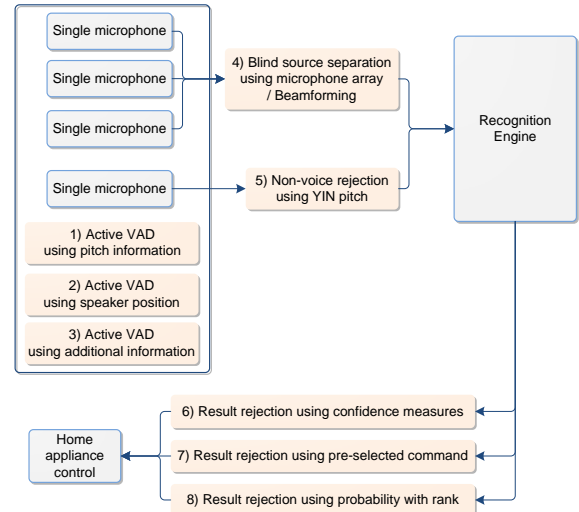 Single microphone
Single microphone
Single microphone
4) Blind source separation
using microphone array
/ Beamforming
Recognition
Engine
Single microphone
5) Non-voice rejection
using YIN pitch
1) Active VAD
using pitch information
2) Active VAD
using speaker position
3) Active VAD
using additional information
6) Result rejection using confidence measures
Home
appliance
control
7) Result rejection using pre-selected command
8) Result rejection using probability with rank